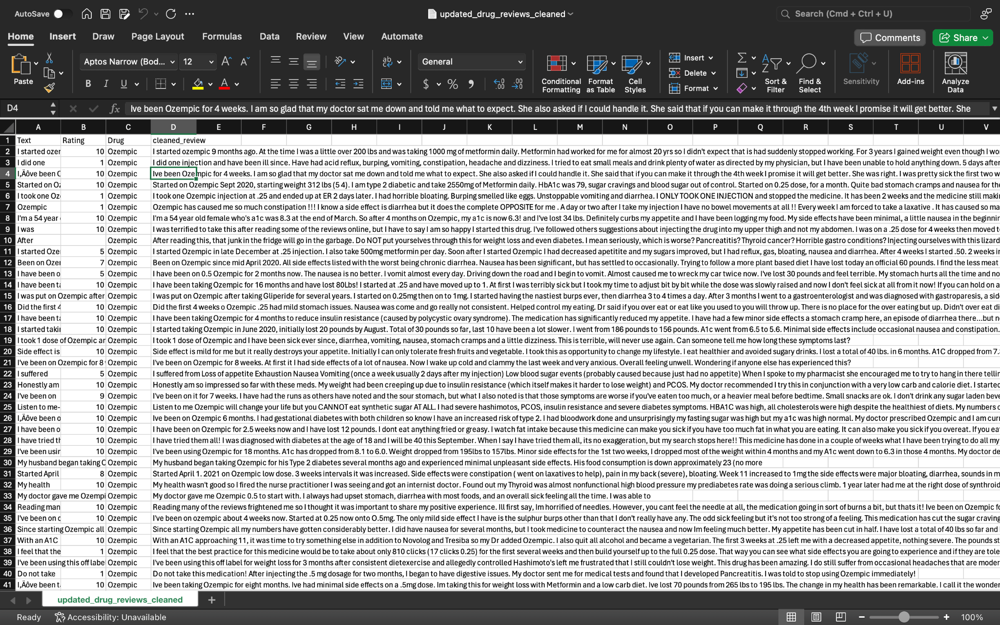 AutoSave
updated_drug_reviews_cleaned
Search (Cmd + Ctrl + U)
Home Insert Draw Page Layout Formulas Data Review View Automate
Comments Share
Paste
Aptos Narrow (Bod... 12
General
Conditional Formatting
Format as Table
Cell Styles
Insert
Delete
Format
Sort & Filter
Find & Select
Sensitivity
Add-ins
Analyze Data
D4 fx Ive been Ozempic for 4 weeks. I am so glad that my doctor sat me down and told me what to expect. She also asked if I could handle it. She said that if you can make it through the 4th week I promise it will get better. She
A B C D E F G H I J K L M N O P Q R S T U V
1 Text Rating Drug cleaned_review
2 I started ozer 10 Ozempic I started ozempic 9 months ago. At the time I was a little over 200 lbs and was taking 1000 mg of metformin daily. Metformin had worked for me for almost 20 yrs so I didn't expect that is had suddenly stopped working. For 3 years I gained weight even though I wo
3 I did one 1 Ozempic I did one injection and have been ill since. Have had acid reflux, burping, vomiting, constipation, headache and dizziness. I tried to eat small meals and drink plenty of water as directed by my physician, but I have been unable to hold anything down. 5 days after
4 I‚Äôve been O 10 Ozempic Ive been Ozempic for 4 weeks. I am so glad that my doctor sat me down and told me what to expect. She also asked if I could handle it. She said that if you can make it through the 4th week I promise it will get better. She was right. I was pretty sick the first two w
5 Started on Oz 10 Ozempic Started on Ozempic Sept 2020, starting weight 312 lbs (5 4). I am type 2 diabetic and take 2550mg of Metformin daily. HbA1c was 79, sugar cravings and blood sugar out of control. Started on 0.25 dose, for a month. Quite bad stomach cramps and nausea for the
6 I took one Oz 1 Ozempic I took one Ozempic injection at .25 and ended up at ER 2 days later. I had horrible bloating. Burping smelled like eggs. Unstoppable vomiting and diarrhea. I ONLY TOOK ONE INJECTION and stopped the medicine. It has been 2 weeks and the medicine still maki
7 Ozempic 1 Ozempic Ozempic has caused me so much constipation !!! I know a side effect is diarrhea but it does the complete OPPOSITE for me . A day or two after I take my injection I have no bowel movements at all !! Every week I am forced to take a laxative . It has caused so ma
8 I'm a 54 year 10 Ozempic I'm a 54 year old female who's a1c was 8.3 at the end of March. So after 4 months on Ozempic, my a1c is now 6.3! and I've lost 34 lbs. Definitely curbs my appetite and I have been logging my food. My side effects have been minimal, a little nausea in the beginnir
9 I was 10 Ozempic I was terrified to take this after reading some of the reviews online, but I have to say I am so happy I started this drug. I've followed others suggestions about injecting the drug into my upper thigh and not my abdomen. I was on a .25 dose for 4 weeks then moved t
10 After Ozempic After reading this, that junk in the fridge will go in the garbage. Do NOT put yourselves through this for weight loss and even diabetes. I mean seriously, which is worse? Pancreatitis? Thyroid cancer? Horrible gastro conditions? Injecting ourselves with this lizard
11 I started Ozer 5 Ozempic I started Ozempic in late December at .25 injection. I also take 500mg metformin per day. Soon after I started Ozempic I had decreased apetitite and my sugars improved, but I had reflux, gas, bloating, nausea and diarrhea. After 4 weeks I started .50. 2 weeks ir
12 Been on Ozer 7 Ozempic Been on Ozempic since mid April 2020. All side effects listed with the worst being chronic diarrhea. Nausea has been significant, but has settled to occasionally. Trying to follow a more plant based diet I have lost today an official 60 pounds. I find the less meat
13 I have been o 5 Ozempic I have been on 0.5 Ozempic for 2 months now. The nausea is no better. I vomit almost every day. Driving down the road and I begin to vomit. Almost caused me to wreck my car twice now. I've lost 30 pounds and feel terrible. My stomach hurts all the time and no
14 I have been ta 10 Ozempic I have been taking Ozempic for 16 months and have lost 80Lbs! I started at .25 and have moved up to 1. At first I was terribly sick but I took my time to adjust bit by bit while the dose was slowly raised and now I don't feel sick at all from it now! If you can hold on a
15 I was put on Ozempic after Ozempic I was put on Ozempic after taking Gliperide for several years. I started on 0.25mg then on to 1mg. I started having the nastiest burps ever, then diarrhea 3 to 4 times a day. After 3 months I went to a gastroenterologist and was diagnosed with gastroparesis, a sid
16 Did the first 4 10 Ozempic Did the first 4 weeks o Ozempic .25 had mild stomach issues. Nausea was come and go really not consistent. Helped control my eating. Dr said if you over eat or eat like you used to you will throw up. There is no place for the over eating but up. Didn't over eat di
17 I have been ta 10 Ozempic I have been taking Ozempic for 4 months to reduce insulin resistance (caused by polycystic ovary syndrome). The medication has significantly reduced my appetite. I have had a few minor side effects a stomach cramp here, an episode of diarrhea there...but n
18 I started takir 10 Ozempic I started taking Ozempic in June 2020, initially lost 20 pounds by August. Total of 30 pounds so far, last 10 have been a lot slower. I went from 186 pounds to 156 pounds. A1c went from 6.5 to 5.6. Minimal side effects include occasional nausea and constipation.
19 I took 1 dose of Ozempic ar Ozempic I took 1 dose of Ozempic and I have been sick ever since, diarrhea, vomiting, nausea, stomach cramps and a little dizziness. This is terrible, will never use again. Can someone tell me how long these symptoms last?
20 Side effect is 10 Ozempic Side effect is mild for me but it really destroys your appetite. Initially I can only tolerate fresh fruits and vegetable. I took this as opportunity to change my lifestyle. I eat healthier and avoided sugary drinks. I lost a total of 40 lbs. in 6 months. A1C dropped from 7.
21 I've been on Ozempic for 8 Ozempic I've been on Ozempic for 8 weeks. At first it I had side effects of a lot of nausea. Now I wake up cold and clammy the last week and very anxious. Overall feeling unwell. Wondering if anyone else has experienced this?
22 I suffered 5 Ozempic I suffered from Loss of appetite Exhaustion Nausea Vomiting (once a week usually 2 days after my injection) Low blood sugar events (probably caused because just had no appetite) When I spoke to my pharmacist she encouraged me to try to hang in there tellir
23 Honestly am 10 Ozempic Honestly am so impressed so far with these meds. My weight had been creeping up due to insulin resistance (which itself makes it harder to lose weight) and PCOS. My doctor recommended I try this in conjunction with a very low carb and calorie diet. I started
24 I've been on 9 Ozempic I've been on it for 7 weeks. I have had the runs as others have noted and the sour stomach, but what I also noted is that those symptoms are worse if you've eaten too much, or a heavier meal before bedtime. Small snacks are ok. I don't drink any sugar laden beve
25 Listen to me- 10 Ozempic Listen to me Ozempic will change your life but you CANNOT eat synthetic sugar AT ALL. I had severe hashimotos, PCOS, insulin resistance and severe diabetes symptoms. HBA1C was high, all cholesterols were high despite the healthiest of diets. My numbers c
26 I‚Äôve been o 10 Ozempic Ive been on Ozempic 6 months. I had gestational diabetes with both children so know I have an increased risk of type 2. I had bloodwork done and unsurprisingly my fasting sugar was high but my a1c was high normal. My doctor prescribed Ozempic and I am curr
27 I have been o 10 Ozempic I have been on Ozempic for 2.5 weeks now and I have lost 12 pounds. I dont eat anything fried or greasy. I watch fat intake because this medicine can make you sick if you have too much fat in what you are eating. It can also make you sick if you overeat. If you ea
28 I have tried th 10 Ozempic I have tried them all! I was diagnosed with diabetes at the age of 18 and I will be 40 this September. When I say I have tried them all, its no exaggeration, but my search stops here!! This medicine has done in a couple of weeks what I have been trying to do all my
29 I've been usir 10 Ozempic I've been using Ozempic for 18 months. A1c has dropped from 8.1 to 6.0. Weight dropped from 195lbs to 157lbs. Minor side effects for the 1st two weeks, I dropped most of the weight within 4 months and my A1c went down to 6.3 in those 4 months. My doctor de
30 My husband began taking O Ozempic My husband began taking Ozempic for his Type 2 diabetes several months ago and experienced minimal unpleasant side effects. His food consumption is down approximately 23 (no more
31 Started April 8 Ozempic Started April 1. 2021 on Ozempic low dose. 3 weeks intervals it was increased. Side effects were constipation ( went on laxatives to help), pain in my back (severe), bloating. Week 11 increased to 1mg the side effects were major bloating, diarrhea, sounds in m
32 My health 10 Ozempic My health wasn't good so I fired the nurse practitioner I was seeing and got an internist doctor. Found out my Thyroid was almost nonfunctional high blood pressure my prediabetes rate was doing a serious climb. 1 year later had me at the right dose of synthroid
33 My doctor gave me Ozempi Ozempic My doctor gave me Ozempic 0.5 to start with. I always had upset stomach, diarrhea with most foods, and an overall sick feeling all the time. I was able to
34 Reading man 10 Ozempic Reading many of the reviews frightened me so I thought it was important to share my positive experience. Ill first say, Im horrified of needles. However, you cant feel the needle at all, the medication going in sort of burns a bit, but thats it! Ive been on Ozempic fo
35 I've been on o 10 Ozempic I've been on ozempic about 4 weeks now. Started at 0.25 now onto O.5mg. The only mild side effect I have is the sulphur burps other than that I don't really have any. The odd sick feeling but it's not too strong of a feeling. This medication has cut the sugar craving
36 Since starting Ozempic all Ozempic Since starting Ozempic all my numbers have gotten considerably better. I did have nausea for several months, but I took medicine to counteract the nausea and now Im feeling much better. My appetite has been cut in half. I have lost a total of 40 lbs so far and
37 With an A1C 10 Ozempic With an A1C approaching 11, it was time to try something else in addition to Novolog and Tresiba so my Dr added Ozempic. I also quit all alcohol and became a vegetarian. The first 3 weeks at .25 left me with a decreased appetite, nothing severe. The pounds st
38 I feel that the 1 Ozempic I feel that the best practice for this medicine would be to take about only 810 clicks (17 clicks 0.25) for the first several weeks and then build yourself up to the full 0.25 dose. That way you can see what side effects you are going to experience and if they are tole
39 I've been using this off labe Ozempic I've been using this off label for weight loss for 3 months after consistent dietexercise and allegedly controlled Hashimoto's left me frustrated that I still couldn't lose weight. This drug has been amazing. I do still suffer from occasional headaches that are moder
40 Do not take 1 Ozempic Do not take this medication! After injecting the .5 mg dosage for two months, I began to have digestive issues. My doctor sent me for medical tests and found that I developed Pancreatitis. I was told to stop using Ozempic immediately!
41 I‚Äôve been ta 10 Ozempic Ive been taking Ozempic for eight months. Ive had minimal side effects on a .5mg dose. Im taking this for weight loss with Metformin and a low carb diet. Ive lost 70 pounds from 265 lbs to 195 lbs. The change in my health has been remarkable. I call it the wonder
updated_drug_reviews_cleaned
Ready Accessibility: Unavailable 100%